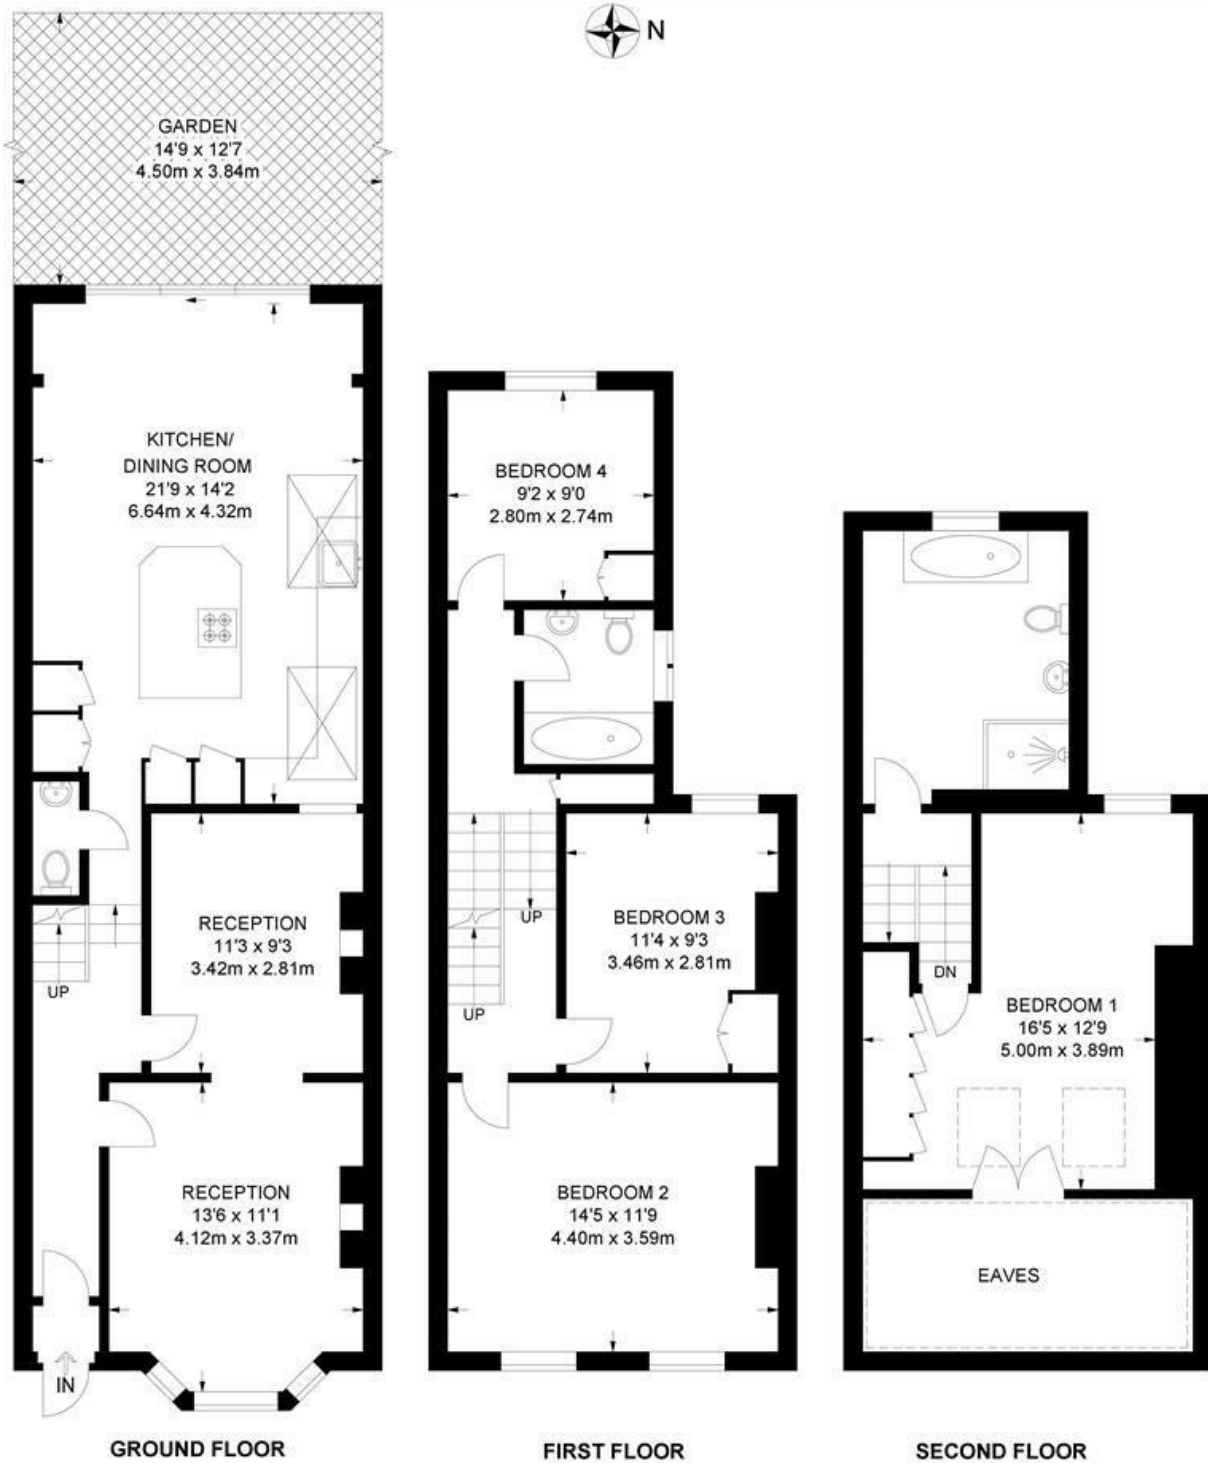 N
GARDEN
14'9 x 12'7
4.50m x 3.84m
KITCHEN/
DINING ROOM
21'9 x 14'2
6.64m x 4.32m
RECEPTION
11'3 x 9'3
3.42m x 2.81m
UP
RECEPTION
13'6 x 11'1
4.12m x 3.37m
IN
GROUND FLOOR
BEDROOM 4
9'2 x 9'0
2.80m x 2.74m
UP
BEDROOM 3
11'4 x 9'3
3.46m x 2.81m
UP
BEDROOM 2
14'5 x 11'9
4.40m x 3.59m
FIRST FLOOR
DN
BEDROOM 1
16'5 x 12'9
5.00m x 3.89m
EAVES
SECOND FLOOR